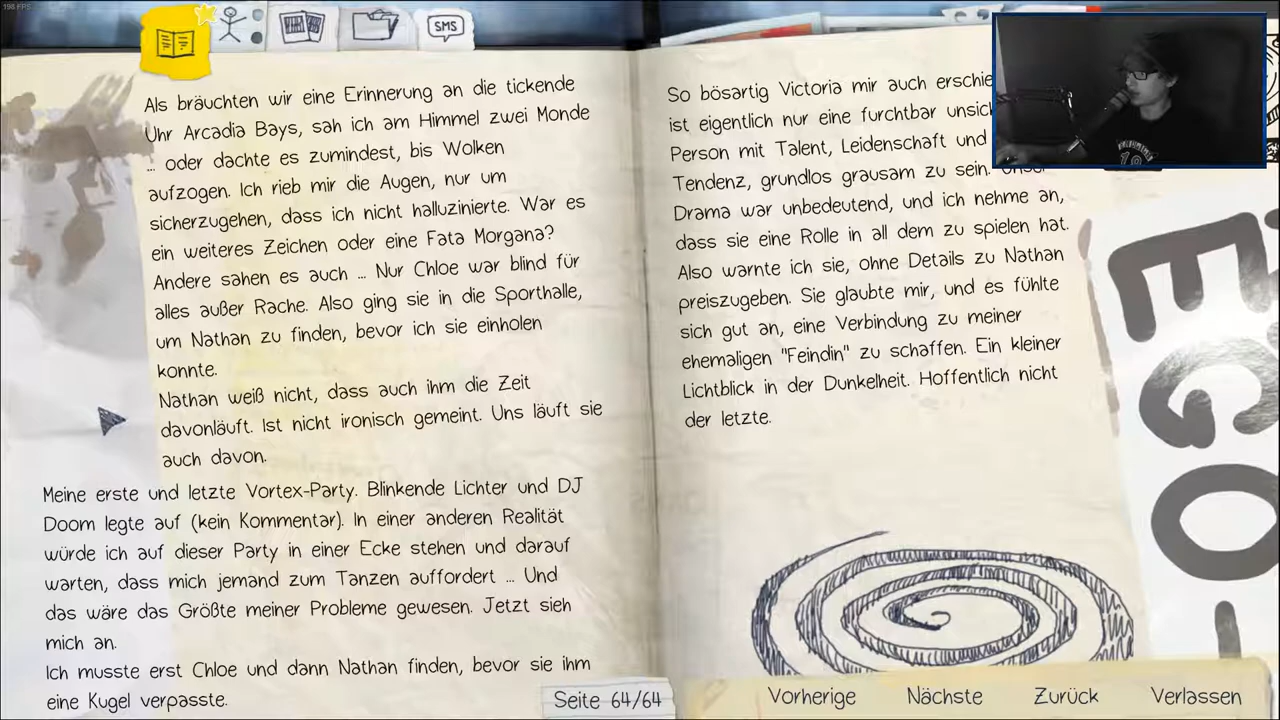 196 FPS
SMS
Als bräuchten wir eine Erinnerung an die tickende
Uhr Arcadia Bays, sah ich am Himmel zwei Monde
... oder dachte es zumindest, bis Wolken
aufzogen. Ich rieb mir die Augen, nur um
sicherzugehen, dass ich nicht halluzinierte. War es
ein weiteres Zeichen oder eine Fata Morgana?
Andere sahen es auch ... Nur Chloe war blind für
alles außer Rache. Also ging sie in die Sporthalle,
um Nathan zu finden, bevor ich sie einholen
konnte.
Nathan weiß nicht, dass auch ihm die Zeit
davonläuft. Ist nicht ironisch gemeint. Uns läuft sie
auch davon.
Meine erste und letzte Vortex-Party. Blinkende Lichter und DJ
Doom legte auf (kein Kommentar). In einer anderen Realität
würde ich auf dieser Party in einer Ecke stehen und darauf
warten, dass mich jemand zum Tanzen auffordert ... Und
das wäre das Größte meiner Probleme gewesen. Jetzt sieh
mich an.
Ich musste erst Chloe und dann Nathan finden, bevor sie ihm
eine Kugel verpasste.
So bösartig Victoria mir auch
ist eigentlich nur eine furchtbar
Person mit Talent, Leidenschaft und
Tendenz, grundlos grausam zu sein.
Drama war unbedeutend, und ich nehme an,
dass sie eine Rolle in all dem zu spielen hat.
Also warnte ich sie, ohne Details zu Nathan
preiszugeben. Sie glaubte mir, und es fühlte
sich gut an, eine Verbindung zu meiner
ehemaligen "Feindin" zu schaffen. Ein kleiner
Lichtblick in der Dunkelheit. Hoffentlich nicht
der letzte.
EGO-
Seite 64/64
Vorherige Nächste Zurück Verlassen